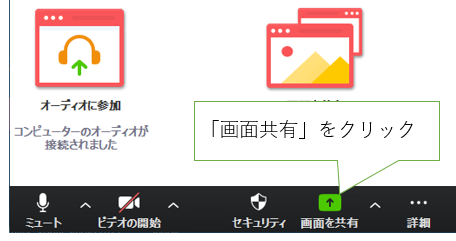 オーディオに参加
コンピューターのオーディオが
接続されました
「画面共有」をクリック
ミュート
ビデオの開始
セキュリティ
画面を共有
詳細